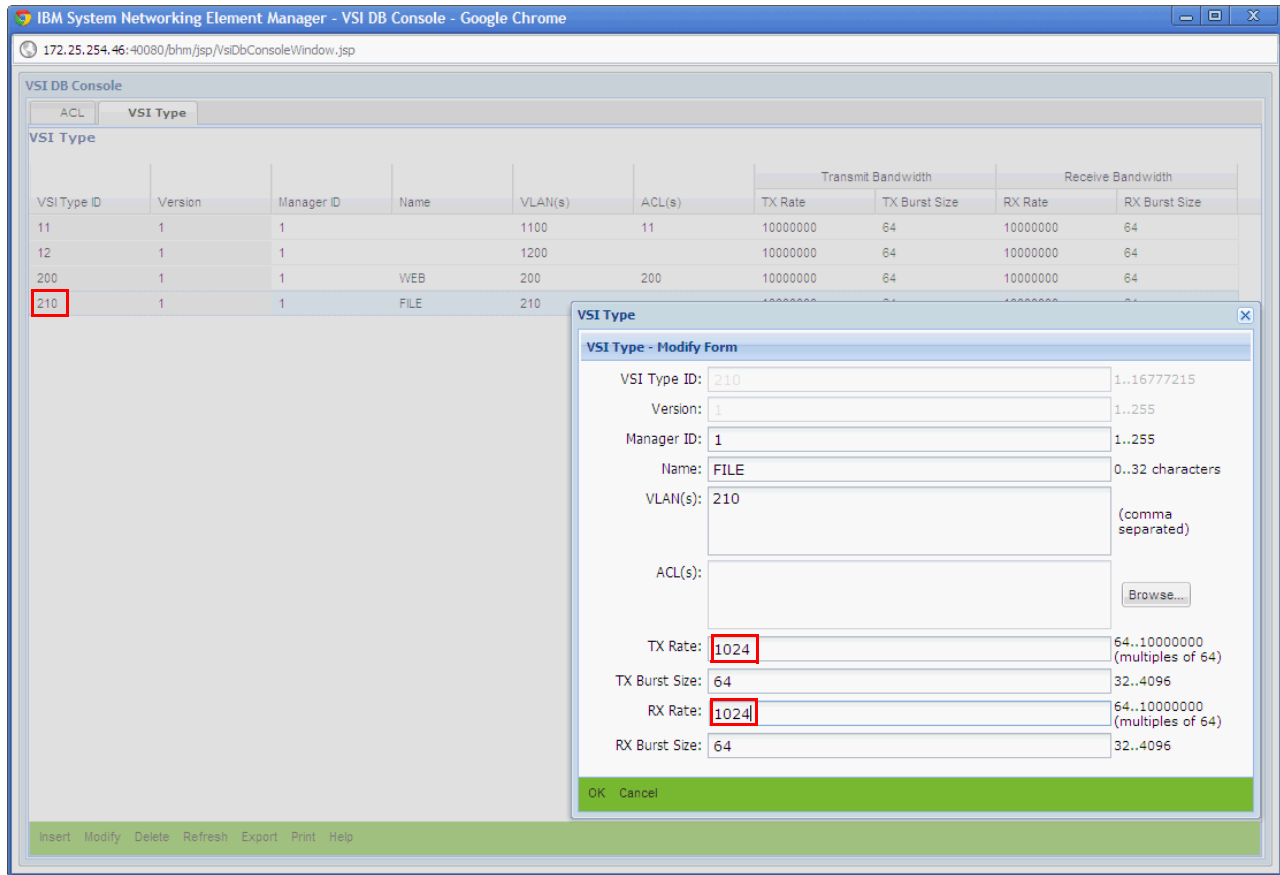 IBM System Networking Element Manager - VSI DB Console - Google Chrome
172.25.254.46:40080/bhm/jsp/VsiDbConsoleWindow.jsp
VSI DB Console
ACL VSI Type
VSI Type
Transmit Bandwidth Receive Bandwidth
VSI Type ID Version Manager ID Name VLAN(s) ACL(s) TX Rate TX Burst Size RX Rate RX Burst Size
11 1 1 1100 11 10000000 64 10000000 64
12 1 1 1200 10000000 64 10000000 64
200 1 1 WEB 200 200 10000000 64 10000000 64
210 1 1 FILE 210
VSI Type
VSI Type - Modify Form
VSI Type ID: 210 1..16777215
Version: 1 1..255
Manager ID: 1 1..255
Name: FILE 0..32 characters
VLAN(s): 210
(comma
separated)
ACL(s):
Browse...
TX Rate: 1024 64..10000000
(multiples of 64)
TX Burst Size: 64 32..4096
RX Rate: 1024 64..10000000
(multiples of 64)
RX Burst Size: 64 32..4096
OK Cancel
Insert Modify Delete Refresh Export Print Help